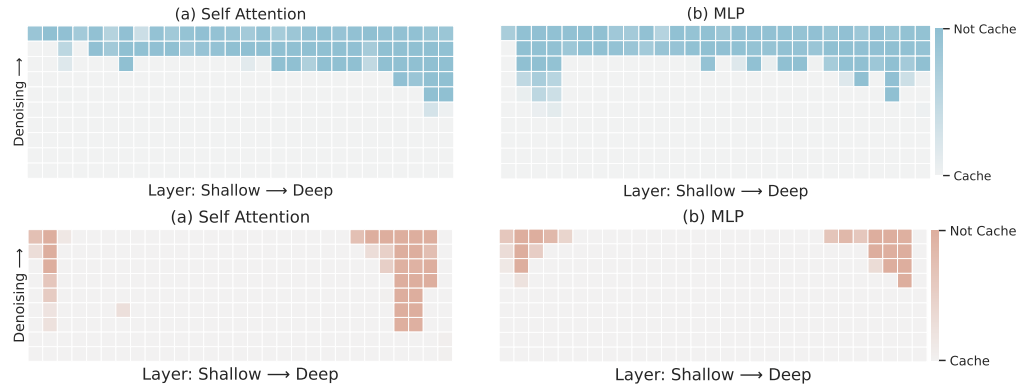 (a) Self Attention
(b) MLP
Not Cache
Denoising ⟶
Cache
Layer: Shallow ⟶ Deep
Layer: Shallow ⟶ Deep
(a) Self Attention
(b) MLP
Not Cache
Denoising ⟶
Cache
Layer: Shallow ⟶ Deep
Layer: Shallow ⟶ Deep